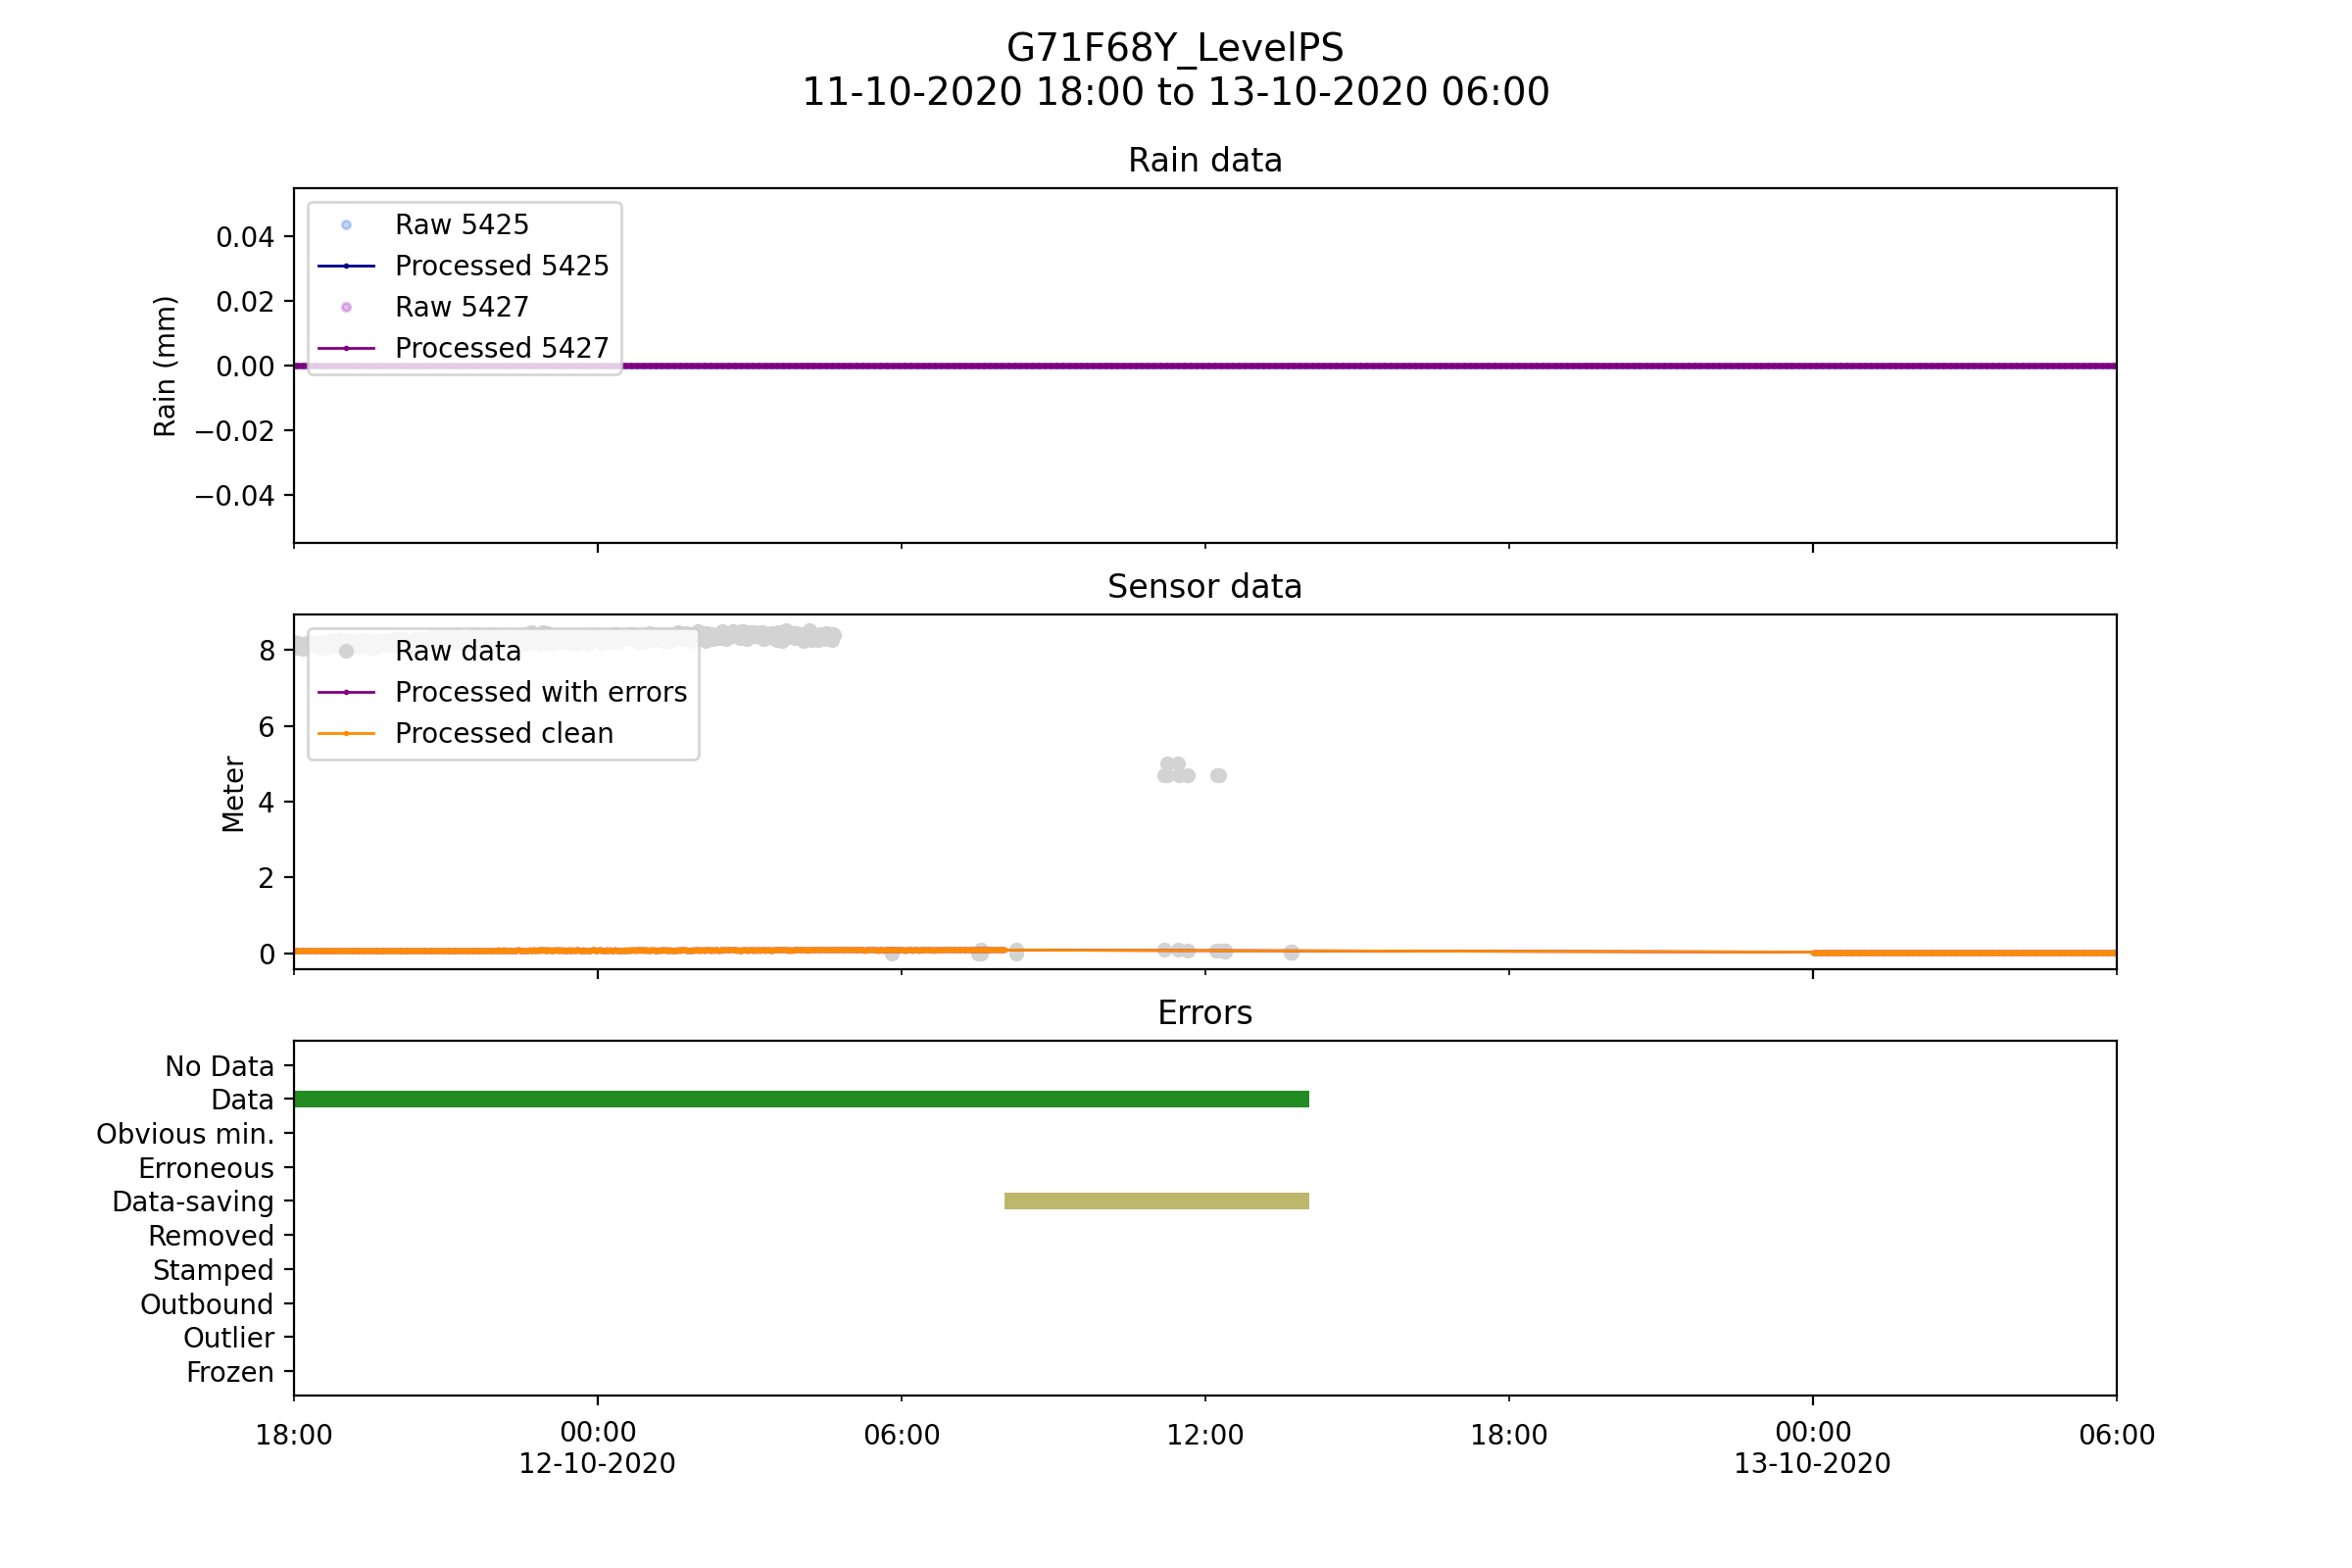 G71F68Y_LevelPS
11-10-2020 18:00 to 13-10-2020 06:00
Rain data
Rain (mm)
0.04
0.02
0.00
−0.02
−0.04
Raw 5425
Processed 5425
Raw 5427
Processed 5427
Sensor data
Meter
8
6
4
2
0
Raw data
Processed with errors
Processed clean
Errors
No Data
Data
Obvious min.
Erroneous
Data-saving
Removed
Stamped
Outbound
Outlier
Frozen
18:00 00:00 06:00 12:00 18:00 00:00 06:00
12-10-2020 13-10-2020